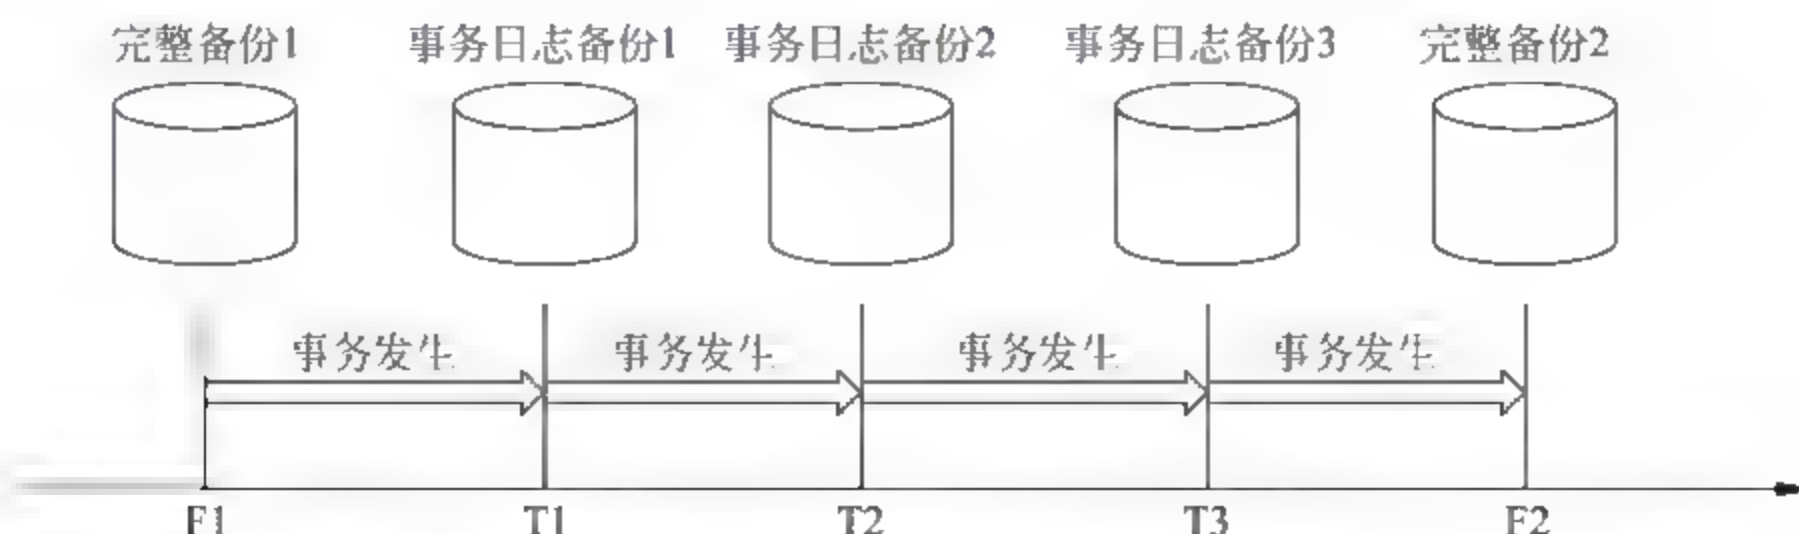 完整备份1 事务日志备份1 事务日志备份2 事务日志备份3 完整备份2
事务发生 事务发生 事务发生 事务发生
F1 T1 T2 T3 F2